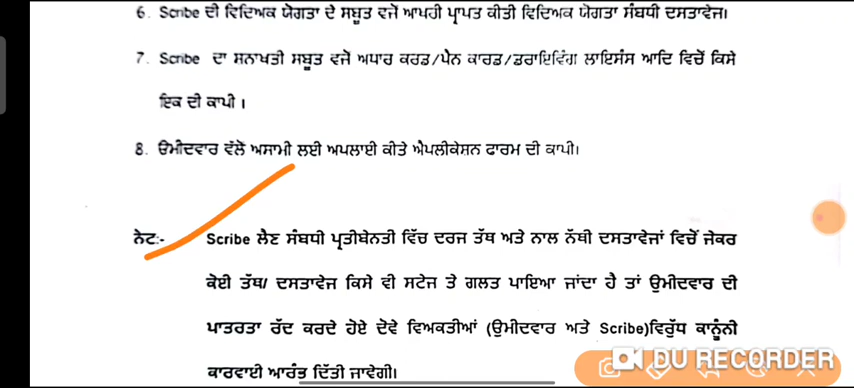 6. Scribe ਦੀ ਵਿਦਿਅਕ ਯੋਗਤਾ ਦੇ ਸਬੂਤ ਵਜੋਂ ਆਪਣੀ ਪ੍ਰਾਪਤ ਕੀਤੀ ਵਿਦਿਅਕ ਯੋਗਤਾ ਸੰਬਧੀ ਦਸਤਾਵੇਜ।
7. Scribe ਦਾ ਸਨਾਖਤੀ ਸਬੂਤ ਵਜੋਂ ਅਧਾਰ ਕਰਡ/ਪੈਨ ਕਾਰਡ/ਡਰਾਇਵਿੰਗ ਲਾਇਸੰਸ ਆਦਿ ਵਿਚੋਂ ਕਿਸੇ
ਇਕ ਦੀ ਕਾਪੀ ।
8. ਉਮੀਦਵਾਰ ਵੱਲੋਂ ਅਸਾਮੀ ਲਈ ਅਪਲਾਈ ਕੀਤੇ ਐਪਲੀਕੇਸ਼ਨ ਫਾਰਮ ਦੀ ਕਾਪੀ।
ਨੋਟ:- Scribe ਲੈਣ ਸੰਬਧੀ ਪ੍ਰਤੀਬੇਨਤੀ ਵਿੱਚ ਦਰਜ ਤੱਥ ਅਤੇ ਨਾਲ ਨੱਥੀ ਦਸਤਾਵੇਜਾਂ ਵਿਚੋਂ ਜੇਕਰ
ਕੋਈ ਤੱਥ/ ਦਸਤਾਵੇਜ ਕਿਸੇ ਵੀ ਸਟੇਜ ਤੇ ਗਲਤ ਪਾਇਆ ਜਾਂਦਾ ਹੈ ਤਾਂ ਉਮੀਦਵਾਰ ਦੀ
ਪਾਤਰਤਾ ਰੱਦ ਕਰਦੇ ਹੋਏ ਦੋਵੇ ਵਿਅਕਤੀਆਂ (ਉਮੀਦਵਾਰ ਅਤੇ Scribe)ਵਿਰੁੱਧ ਕਾਨੂੰਨੀ
ਕਾਰਵਾਈ ਆਰੰਭ ਦਿੱਤੀ ਜਾਵੇਗੀ।
DU RECORDER